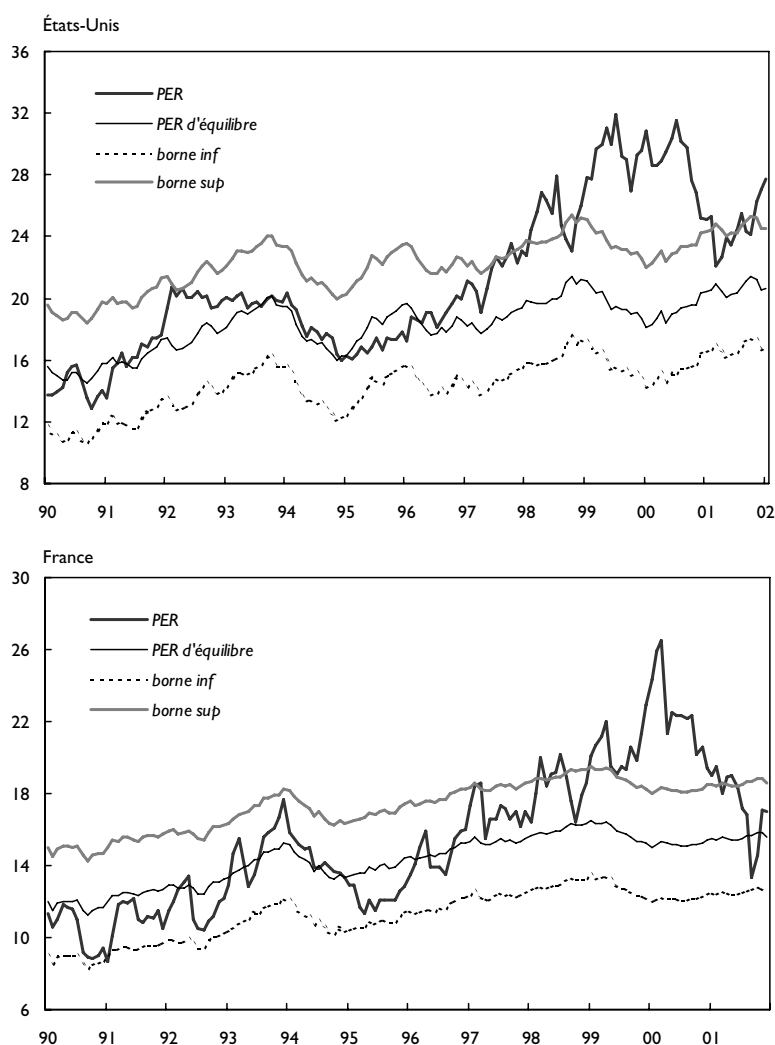 États-Unis
36
32
28
24
20
16
12
8
PER
PER d'équilibre
borne inf
borne sup
90 91 92 93 94 95 96 97 98 99 00 01 02
France
30
26
22
18
14
10
6
PER
PER d'équilibre
borne inf
borne sup
90 91 92 93 94 95 96 97 98 99 00 01